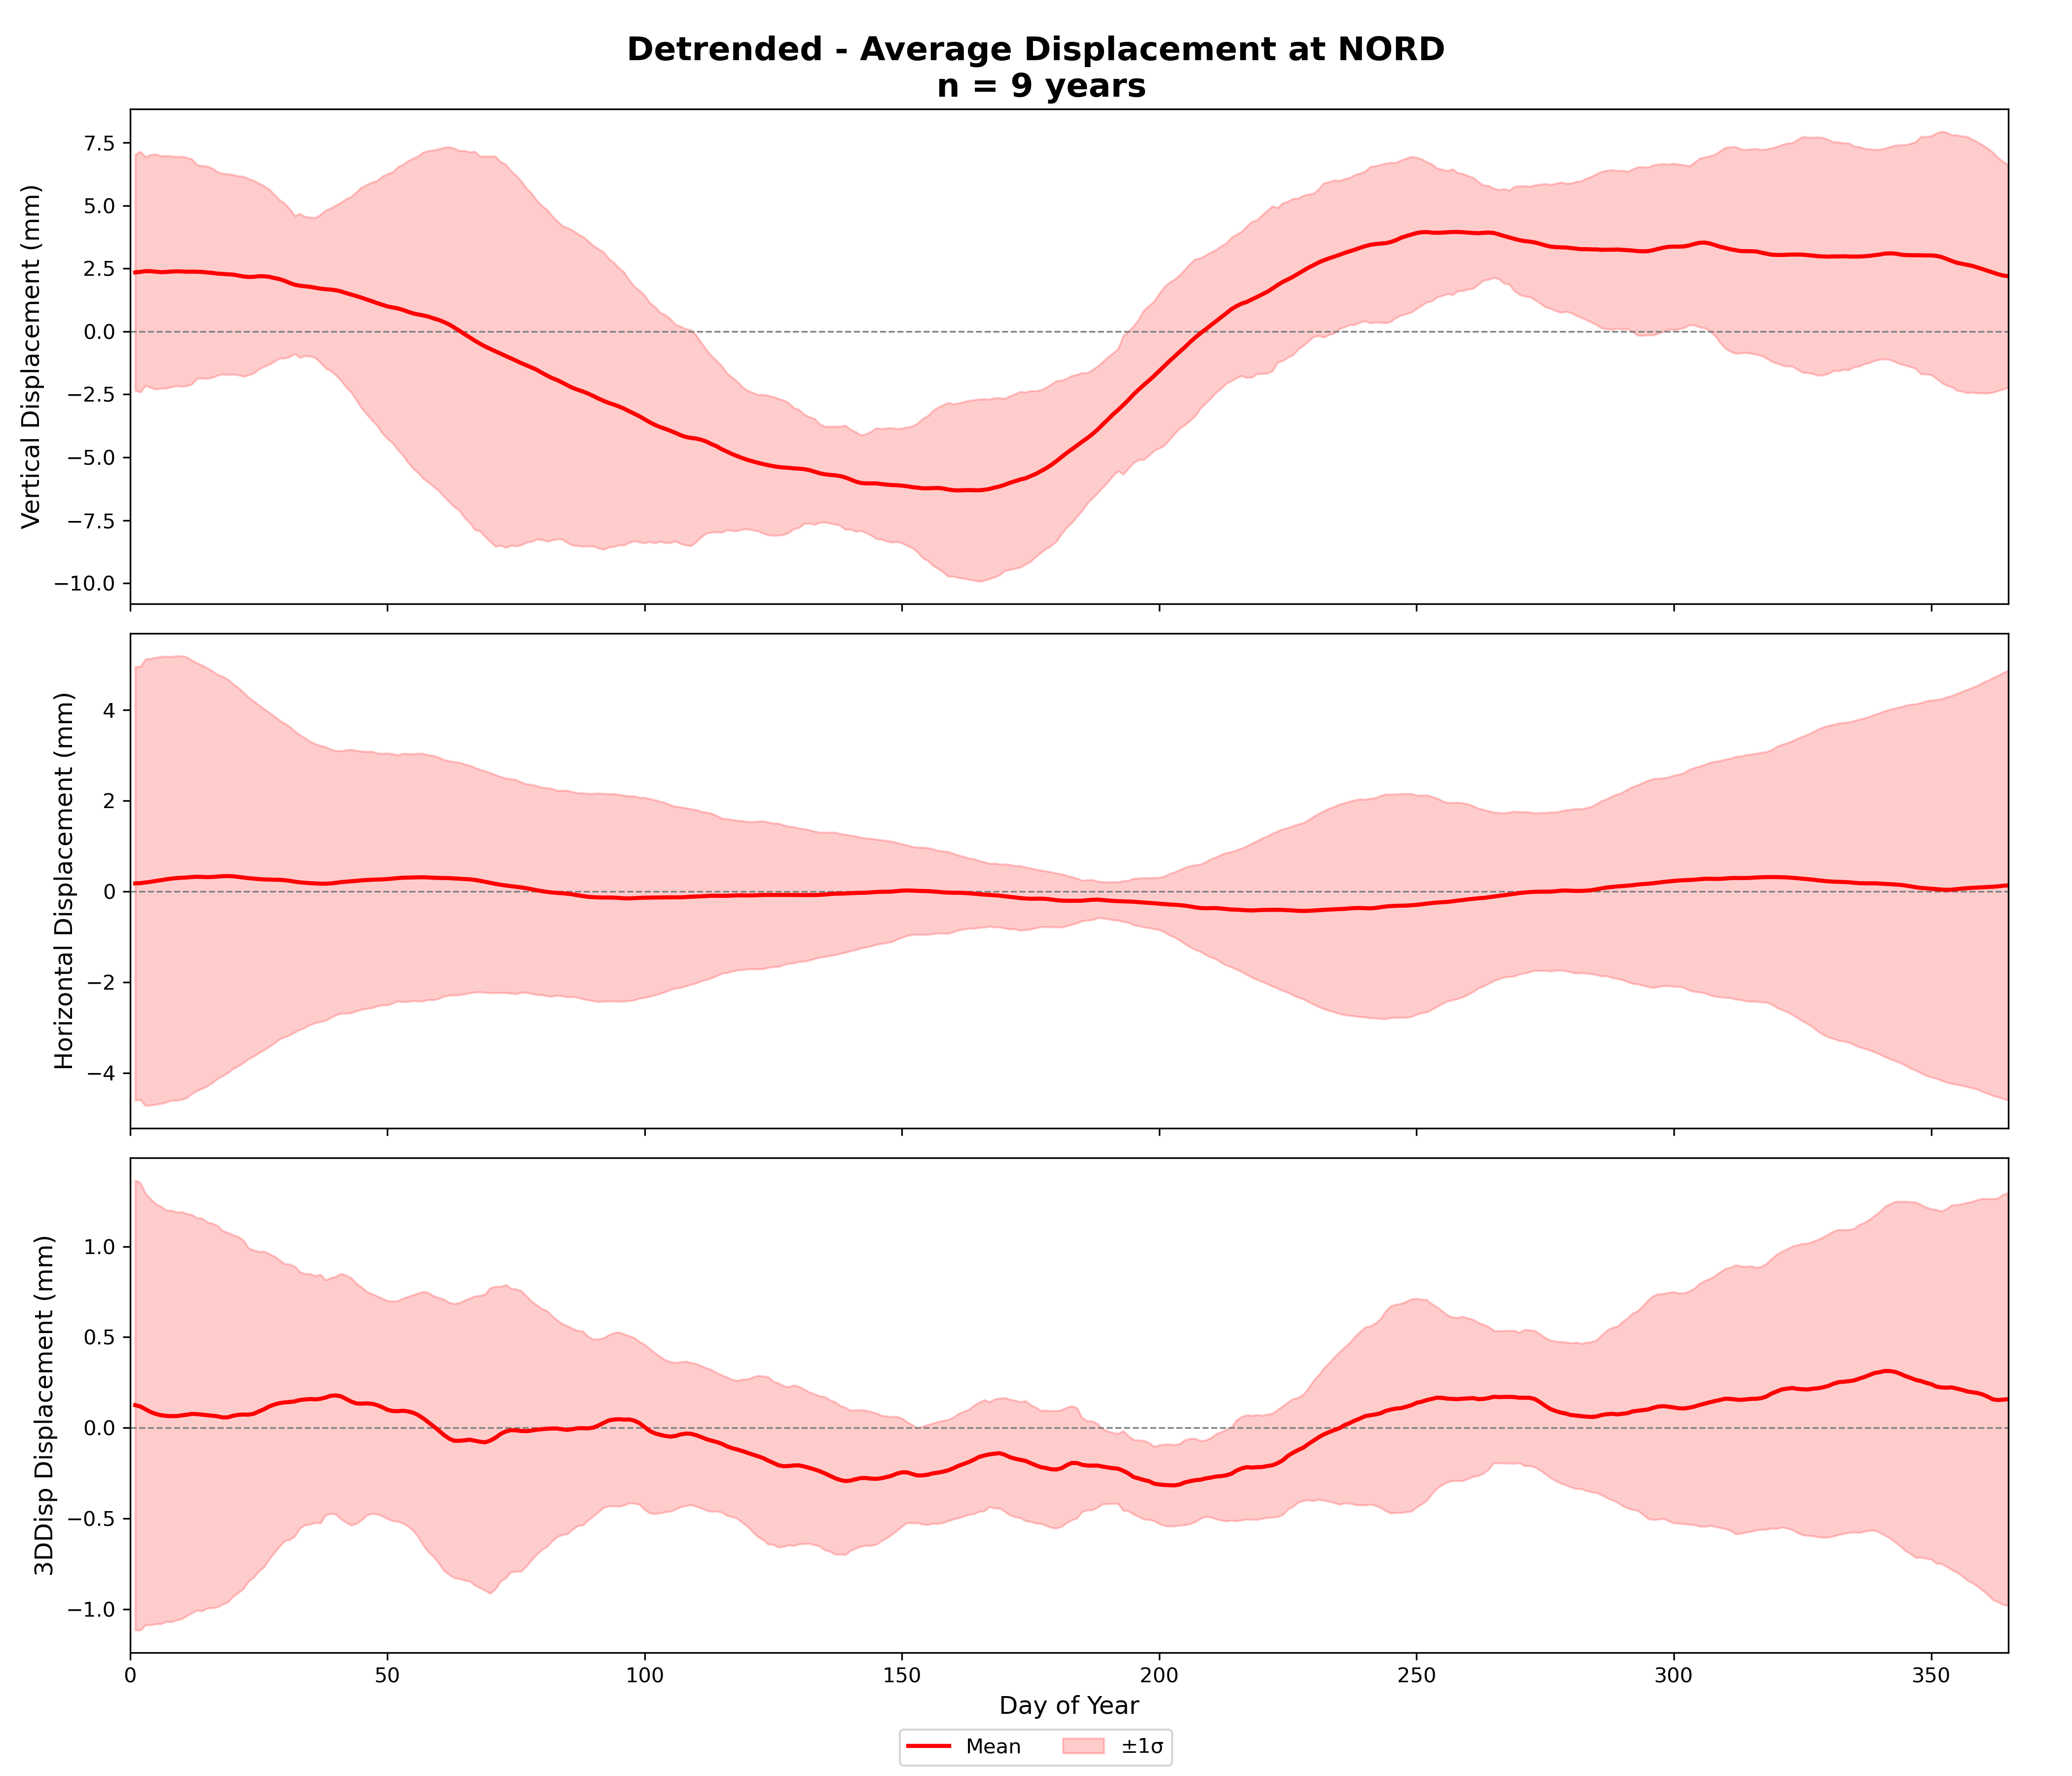 Detrended - Average Displacement at NORD
n = 9 years
Vertical Displacement (mm)
7.5
5.0
2.5
0.0
−2.5
−5.0
−7.5
−10.0
Horizontal Displacement (mm)
4
2
0
−2
−4
3DDisp Displacement (mm)
1.0
0.5
0.0
−0.5
−1.0
0 50 100 150 200 250 300 350
Day of Year
Mean ±1σ